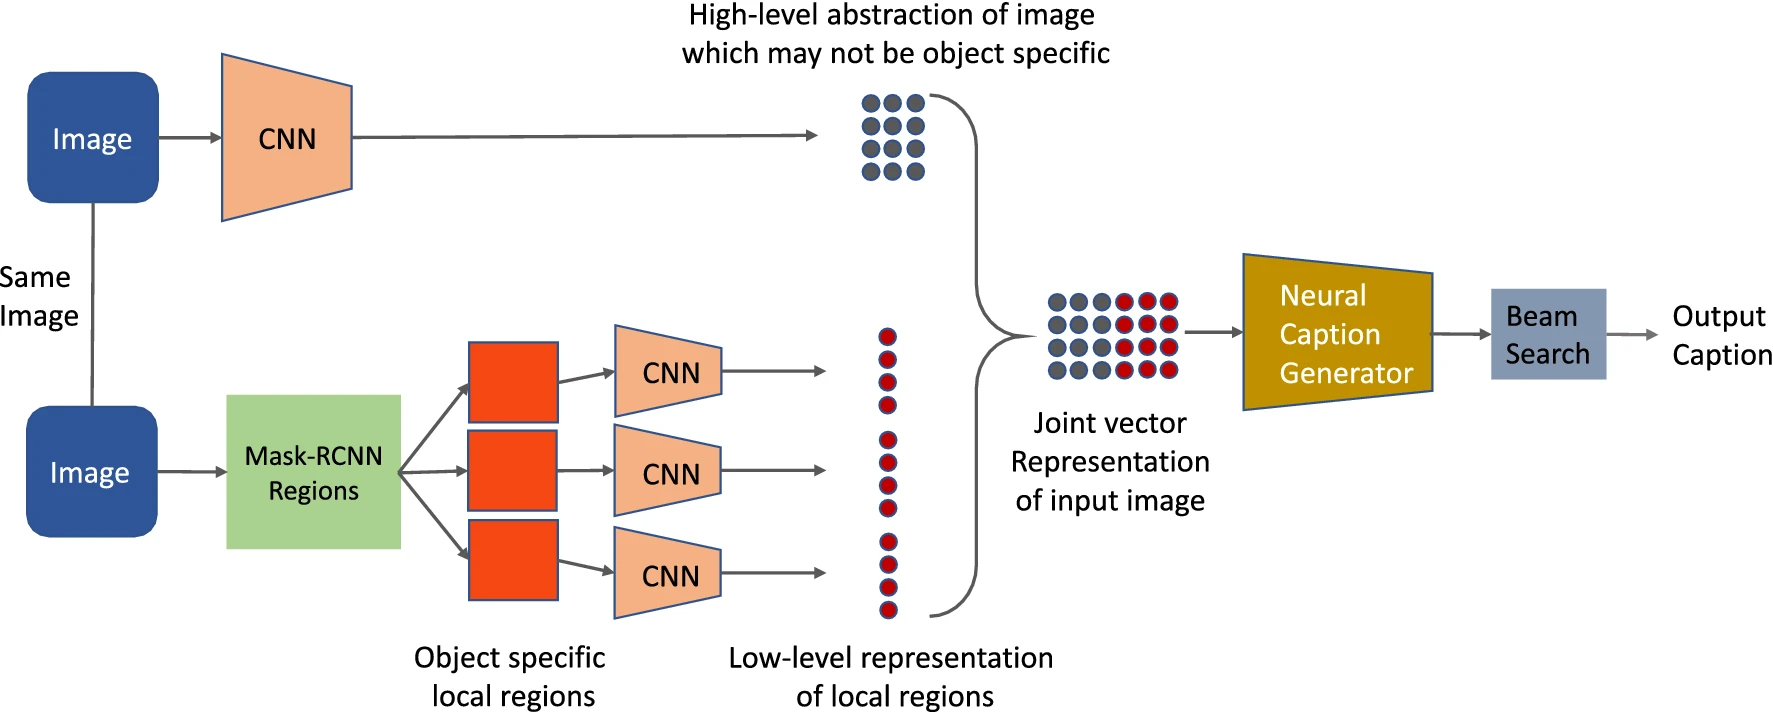 High-level abstraction of image
which may not be object specific
Image
CNN
Same
Image
Image
Mask-RCNN
Regions
CNN
CNN
CNN
Object specific
local regions
Low-level representation
of local regions
Joint vector
Representation
of input image
Neural
Caption
Generator
Beam
Search
Output
Caption